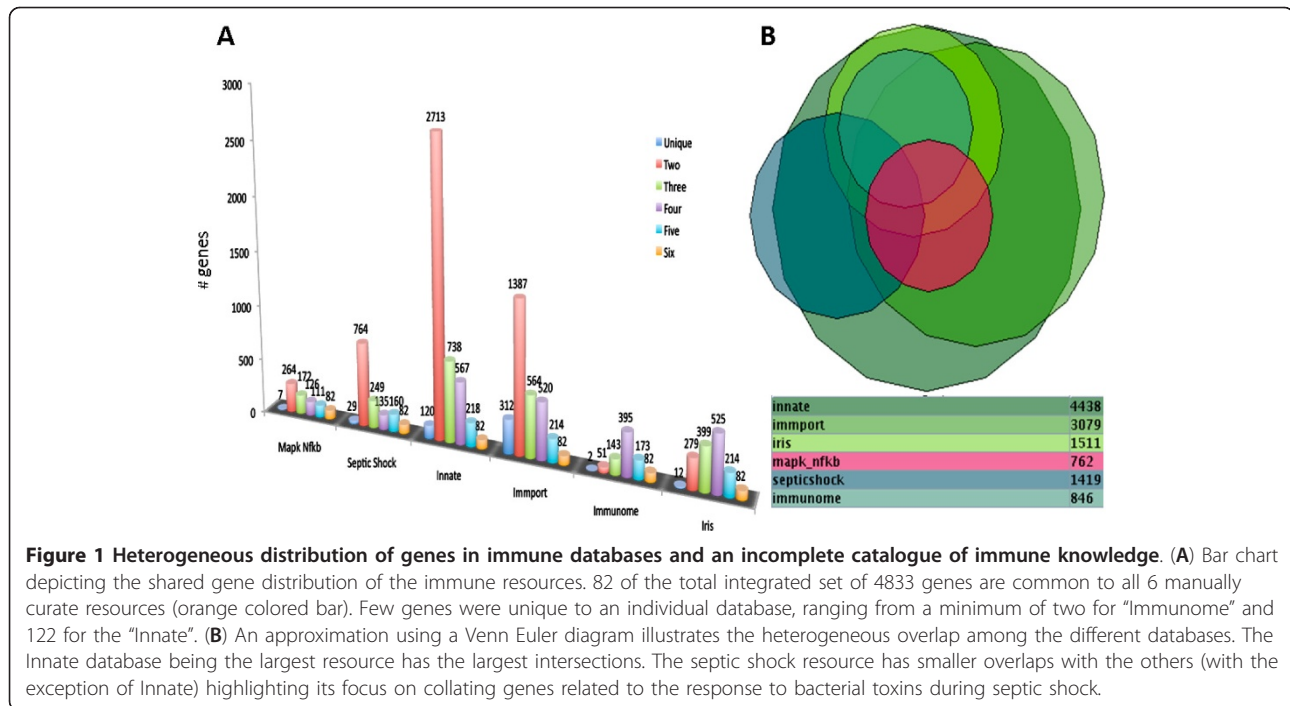 A
B
3000
2500
2000
1500
1000
500
0
# genes
Unique
Two
Three
Four
Five
Six
7
264
172
126
111
82
29
764
249
135
160
82
120
2713
738
567
218
82
312
1387
564
520
214
82
2
51
143
395
173
82
12
279
399
525
214
82
Mapk Nfkb
Septic Shock
Innate
Immport
Immunome
Iris
innate 4438
immport 3079
iris 1511
mapk_nfkb 762
septicshock 1419
immunome 846
Figure 1 Heterogeneous distribution of genes in immune databases and an incomplete catalogue of immune knowledge. (A) Bar chart
depicting the shared gene distribution of the immune resources. 82 of the total integrated set of 4833 genes are common to all 6 manually
curate resources (orange colored bar). Few genes were unique to an individual database, ranging from a minimum of two for “Immunome” and
122 for the “Innate”. (B) An approximation using a Venn Euler diagram illustrates the heterogeneous overlap among the different databases. The
Innate database being the largest resource has the largest intersections. The septic shock resource has smaller overlaps with the others (with the
exception of Innate) highlighting its focus on collating genes related to the response to bacterial toxins during septic shock.